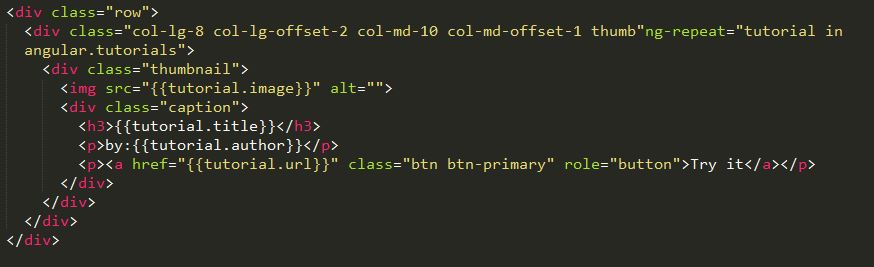 <div class="row">
<div class="col-lg-8 col-lg-offset-2 col-md-10 col-md-offset-1 thumb"ng-repeat="tutorial in
angular.tutorials">
<div class="thumbnail">
<img src="{{tutorial.image}}" alt="">
<div class="caption">
<h3>{{tutorial.title}}</h3>
<p>by:{{tutorial.author}}</p>
<p><a href="{{tutorial.url}}" class="btn btn-primary" role="button">Try it</a></p>
</div>
</div>
</div>
</div>